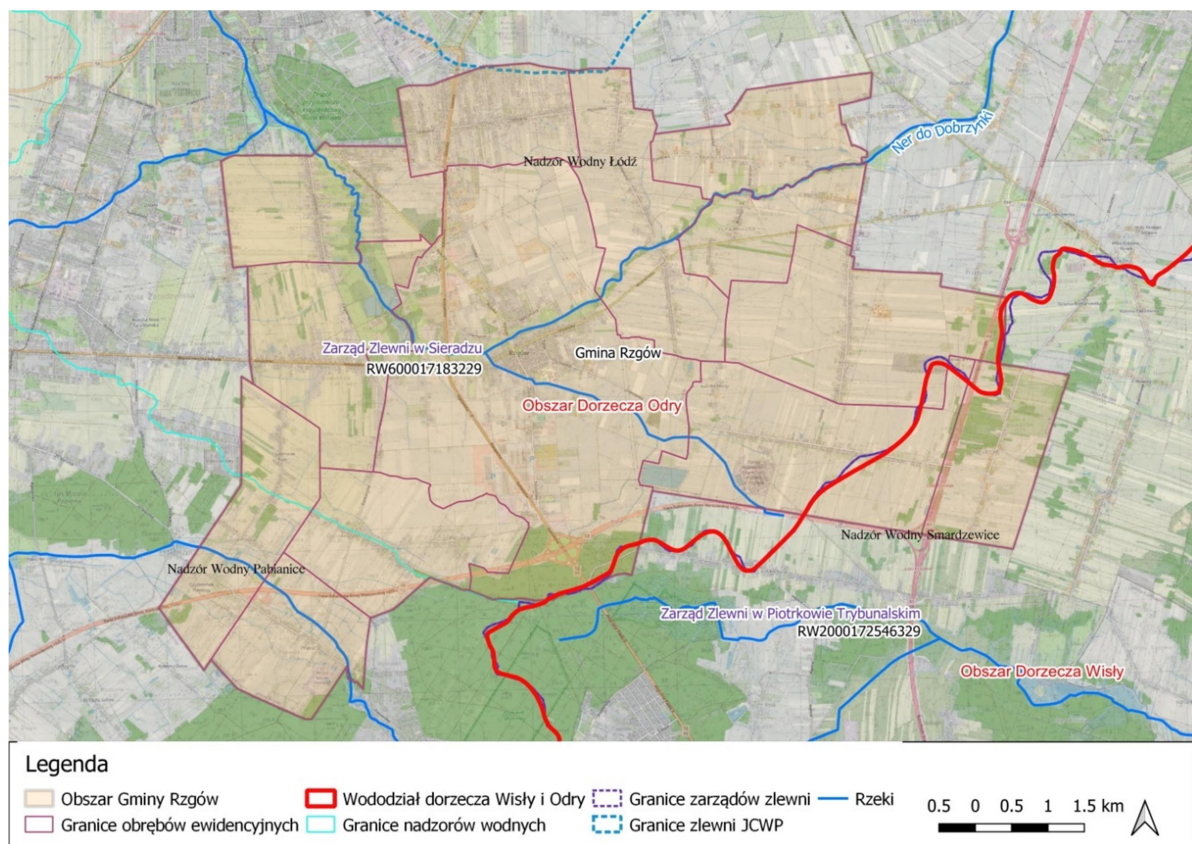 Ner do Dobrzynki
Nadzór Wodny Łódź
Zarząd Zlewni w Sieradzu
RW600017183229
Gmina Rzgów
Obszar Dorzecza Odry
Nadzór Wodny Smardzewice
Nadzór Wodny Pabianice
Zarząd Zlewni w Piotrkowie Trybunalskim
RW2000172546329
Obszar Dorzecza Wisły
Legenda
Obszar Gminy Rzgów
Wododział dorzecza Wisły i Odry
Granice zarządów zlewni
Rzeki
Granice obrębów ewidencyjnych
Granice nadzorów wodnych
Granice zlewni JCWP
0.5 0 0.5 1 1.5 km